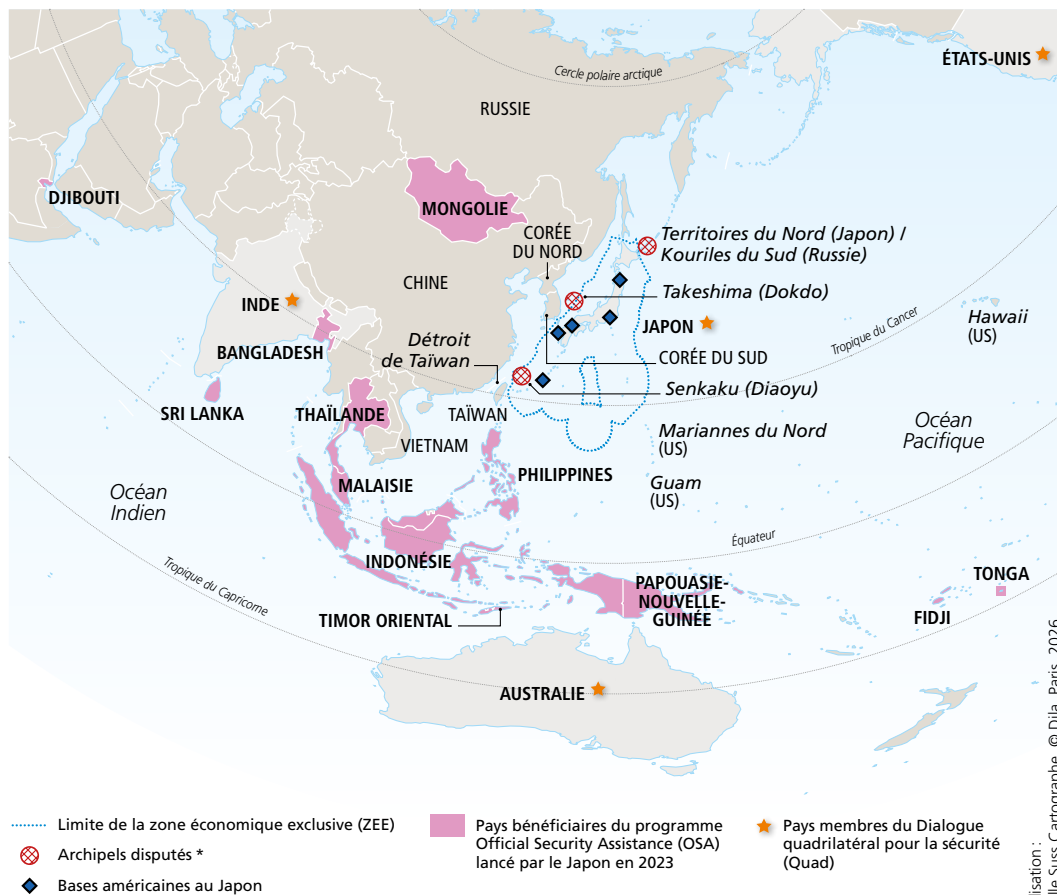 Cercle polaire arctique
ÉTATS-UNIS
RUSSIE
DJIBOUTI
MONGOLIE
CORÉE
DU NORD
Territoires du Nord (Japon) /
Kouriles du Sud (Russie)
CHINE
Takeshima (Dokdo)
INDE
JAPON
Tropique du Cancer
Hawaii
(US)
Détroit
de Taïwan
BANGLADESH
CORÉE DU SUD
Senkaku (Diaoyu)
SRI LANKA
THAÏLANDE
TAÏWAN
VIETNAM
Mariannes du Nord
(US)
Océan
Pacifique
PHILIPPINES
Guam
(US)
MALAISIE
Océan
Indien
Équateur
INDONÉSIE
Tropique du Capricorne
PAPOUASIE-
NOUVELLE-
GUINÉE
TONGA
FIDJI
TIMOR ORIENTAL
AUSTRALIE
Limite de la zone économique exclusive (ZEE)
Archipels disputés *
Bases américaines au Japon
Pays bénéficiaires du programme
Official Security Assistance (OSA)
lancé par le Japon en 2023
Pays membres du Dialogue
quadrilatéral pour la sécurité
(Quad)
Suss Cartographe, © Dila, Paris, 2026